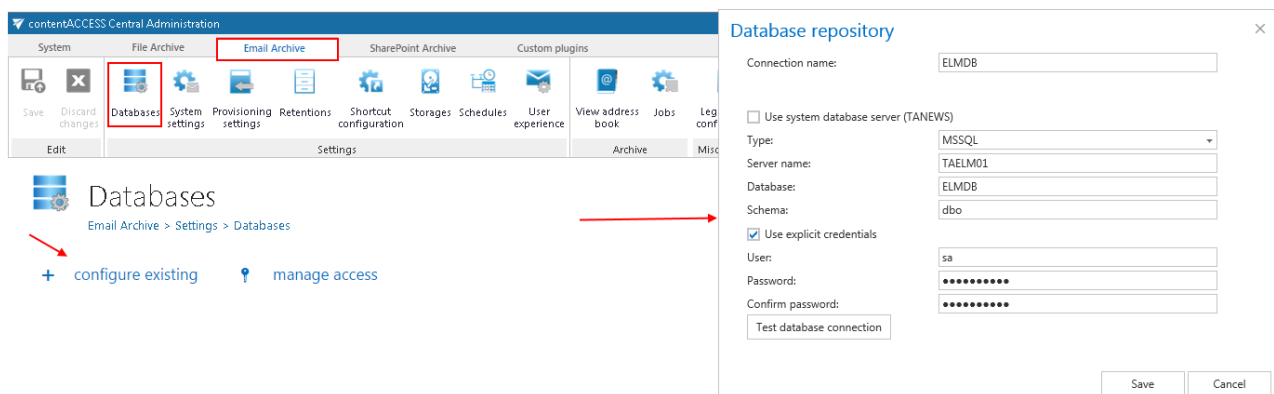 contentACCESS Central Administration
System File Archive Email Archive SharePoint Archive Custom plugins
Save Discard changes Databases System settings Provisioning settings Retentions Shortcut configuration Storages Schedules User experience View address book Jobs
Edit Settings Archive
Databases
Email Archive > Settings > Databases
+ configure existing manage access
Database repository
Connection name: ELMDB
Use system database server (TANEWS)
Type: MSSQL
Server name: TAELM01
Database: ELMDB
Schema: dbo
Use explicit credentials
User: sa
Password: ●●●●●●●●●●
Confirm password: ●●●●●●●●●●
Test database connection
Save Cancel